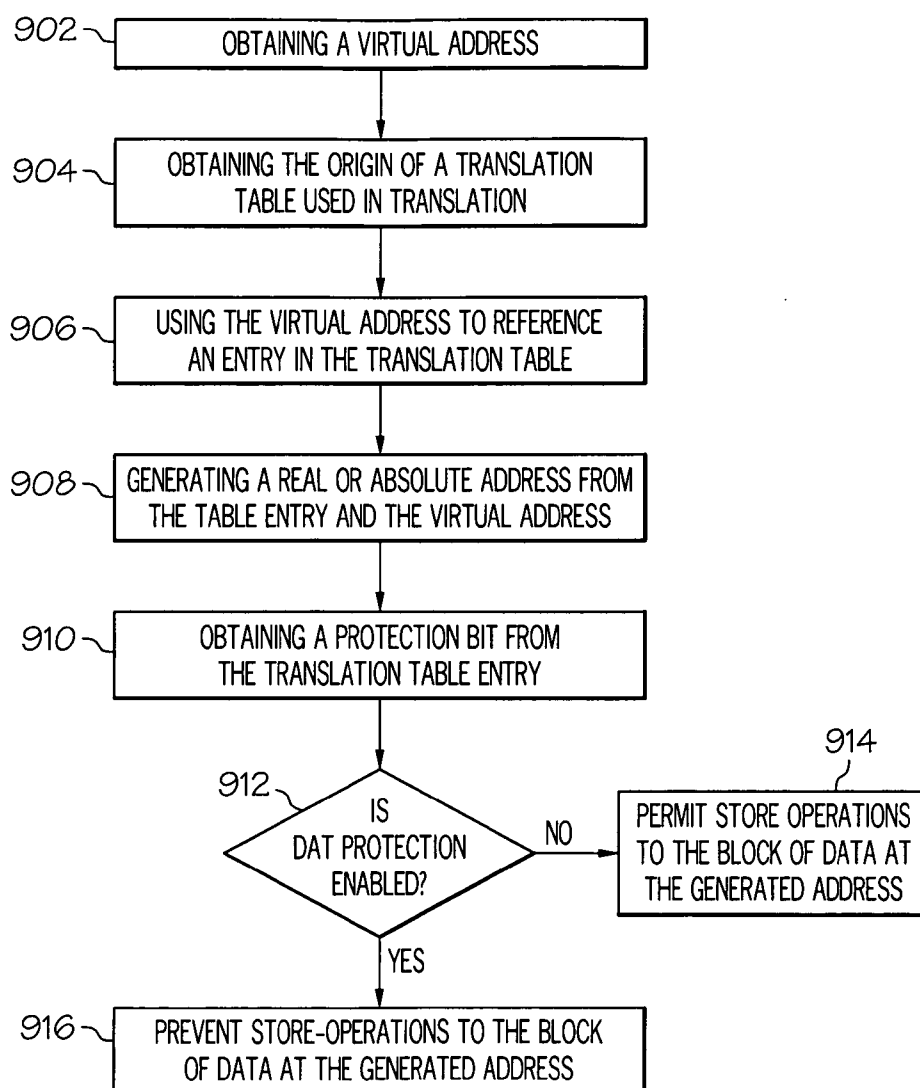 902
OBTAINING A VIRTUAL ADDRESS
904
OBTAINING THE ORIGIN OF A TRANSLATION
TABLE USED IN TRANSLATION
906
USING THE VIRTUAL ADDRESS TO REFERENCE
AN ENTRY IN THE TRANSLATION TABLE
908
GENERATING A REAL OR ABSOLUTE ADDRESS FROM
THE TABLE ENTRY AND THE VIRTUAL ADDRESS
910
OBTAINING A PROTECTION BIT FROM
THE TRANSLATION TABLE ENTRY
912
IS
DAT PROTECTION
ENABLED?
NO
914
PERMIT STORE OPERATIONS
TO THE BLOCK OF DATA AT
THE GENERATED ADDRESS
YES
916
PREVENT STORE-OPERATIONS TO THE BLOCK
OF DATA AT THE GENERATED ADDRESS